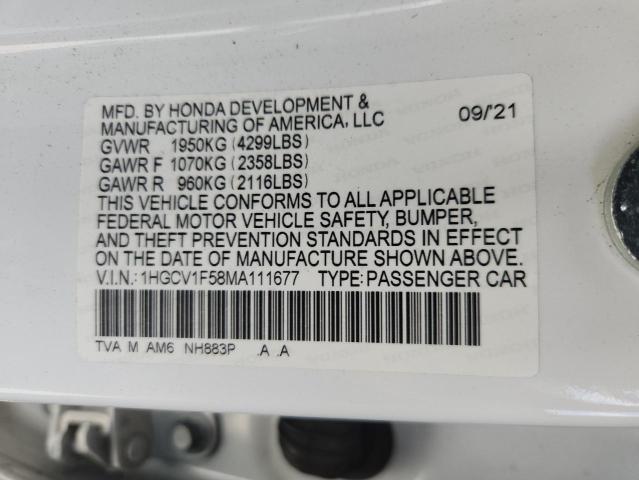 MFD. BY HONDA DEVELOPMENT &
MANUFACTURING OF AMERICA, LLC 09/21
GVWR 1950KG (4299LBS)
GAWR F 1070KG (2358LBS)
GAWR R 960KG (2116LBS)
THIS VEHICLE CONFORMS TO ALL APPLICABLE
FEDERAL MOTOR VEHICLE SAFETY, BUMPER,
AND THEFT PREVENTION STANDARDS IN EFFECT
ON THE DATE OF MANUFACTURE SHOWN ABOVE.
V.I.N.: 1HGCV1F58MA111677 TYPE: PASSENGER CAR
TVA M AM6 NH883P .A .A